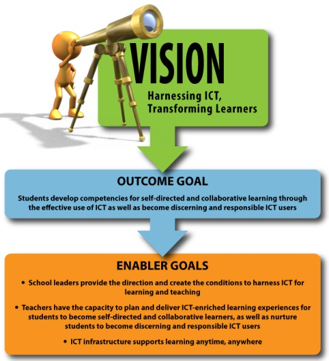 VISION
Harnessing ICT,
Transforming Learners
OUTCOME GOAL
Students develop competencies for self-directed and collaborative learning through
the effective use of ICT as well as become discerning and responsible ICT users
ENABLER GOALS
• School leaders provide the direction and create the conditions to harness ICT for
learning and teaching
• Teachers have the capacity to plan and deliver ICT-enriched learning experiences for
students to become self-directed and collaborative learners, as well as nurture
students to become discerning and responsible ICT users
• ICT infrastructure supports learning anytime, anywhere